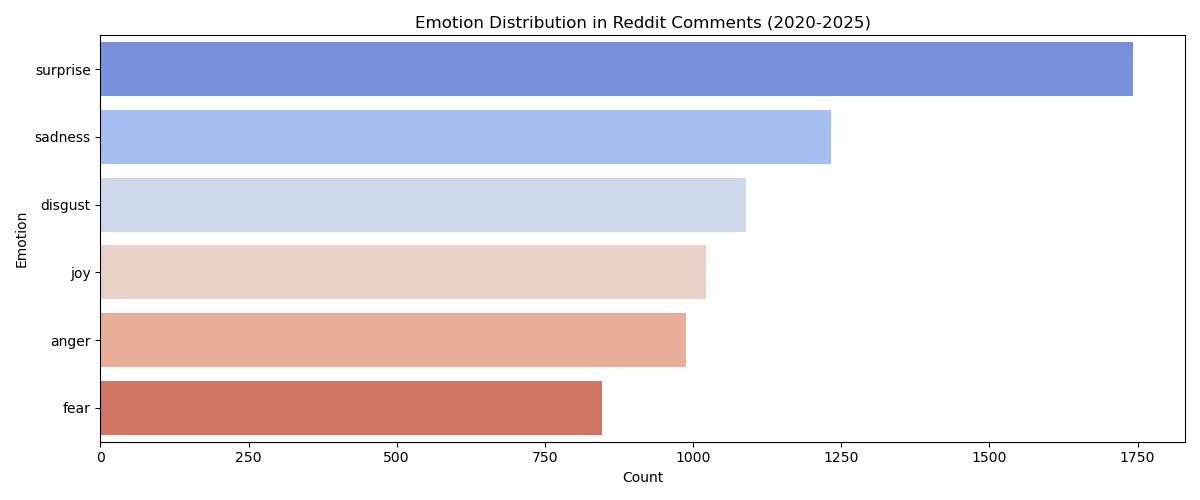 Emotion Distribution in Reddit Comments (2020-2025)
surprise
sadness
disgust
joy
anger
fear
Emotion
0 250 500 750 1000 1250 1500 1750
Count